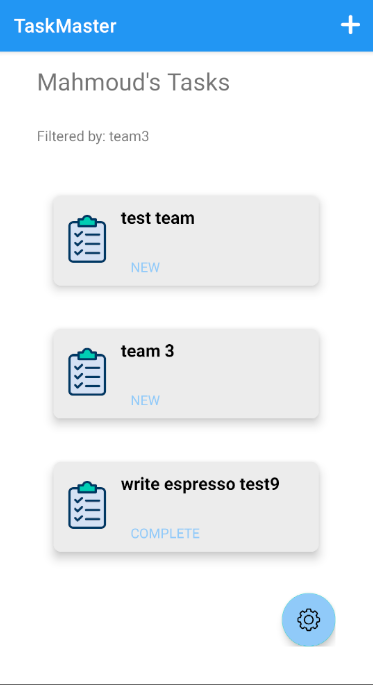 TaskMaster
Mahmoud's Tasks
Filtered by: team3
test team
NEW
team 3
NEW
write espresso test9
COMPLETE